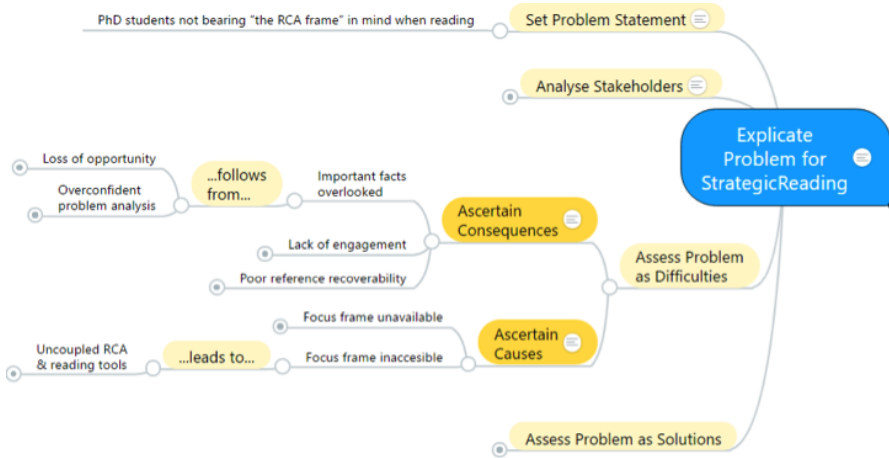 PhD students not bearing "the RCA frame" in mind when reading
Set Problem Statement
Analyse Stakeholders
Explicate
Problem for
StrategicReading
Loss of opportunity
Overconfident
problem analysis
...follows
from...
Important facts
overlooked
Ascertain
Consequences
Lack of engagement
Poor reference recoverability
Assess Problem
as Difficulties
Focus frame unavailable
Ascertain
Causes
Uncoupled RCA
& reading tools
...leads to...
Focus frame inaccesible
Assess Problem as Solutions